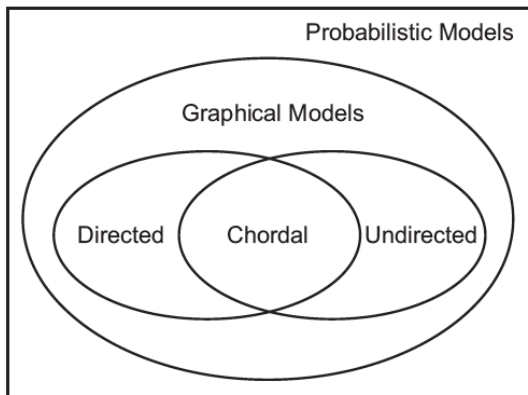 Probabilistic Models
Graphical Models
Directed
Chordal
Undirected